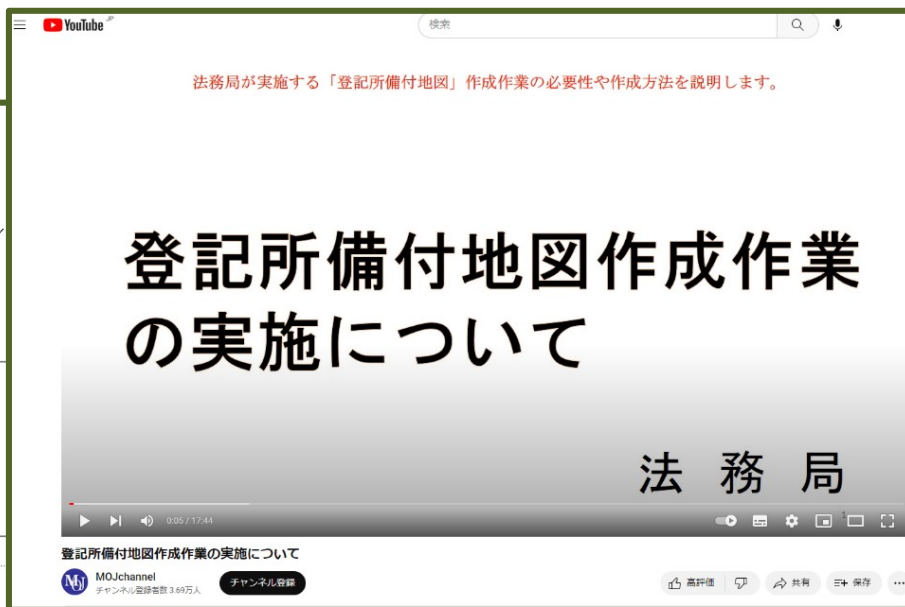 YouTube JP
検索
法務局が実施する「登記所備付地図」作成作業の必要性や作成方法を説明します。
登記所備付地図作成作業
の実施について
法務局
1
0:05 / 17:44
登記所備付地図作成作業の実施について
MOJ
MOJchannel
チャンネル登録者数 3.69万人
チャンネル登録
高評価
共有
保存